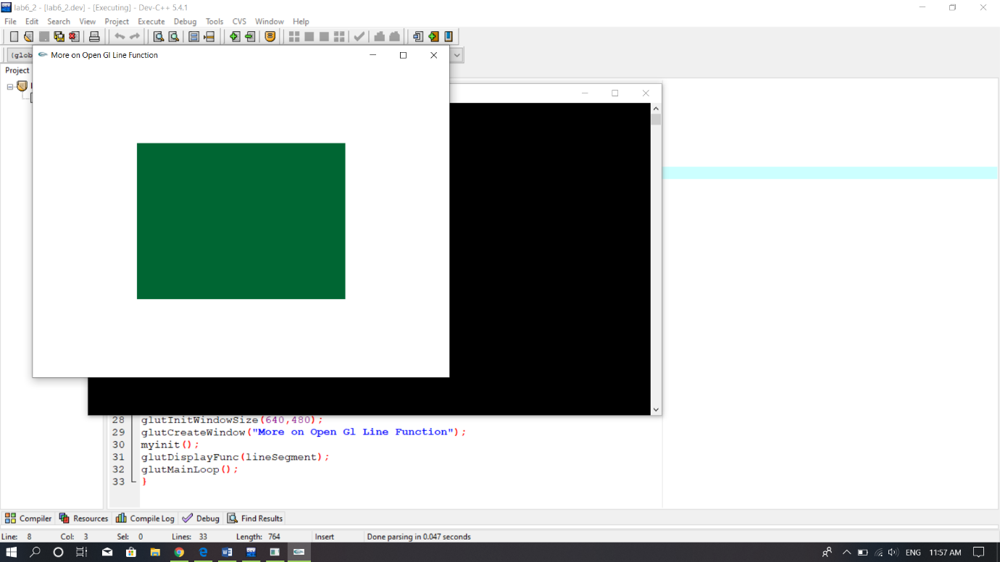 lab6_2 - [lab6_2.dev] - [Executing] - Dev-C++ 5.4.1
File Edit Search View Project Execute Debug Tools CVS Window Help
(glob
More on Open Gl Line Function
Project
28 glutInitWindowSize(640,480);
29 glutCreateWindow("More on Open Gl Line Function");
30 myinit();
31 glutDisplayFunc(lineSegment);
32 glutMainLoop();
33 }
Compiler Resources Compile Log Debug Find Results
Line: 8 Col: 3 Sel: 0 Lines: 33 Length: 764 Insert Done parsing in 0.047 seconds
ENG 11:57 AM